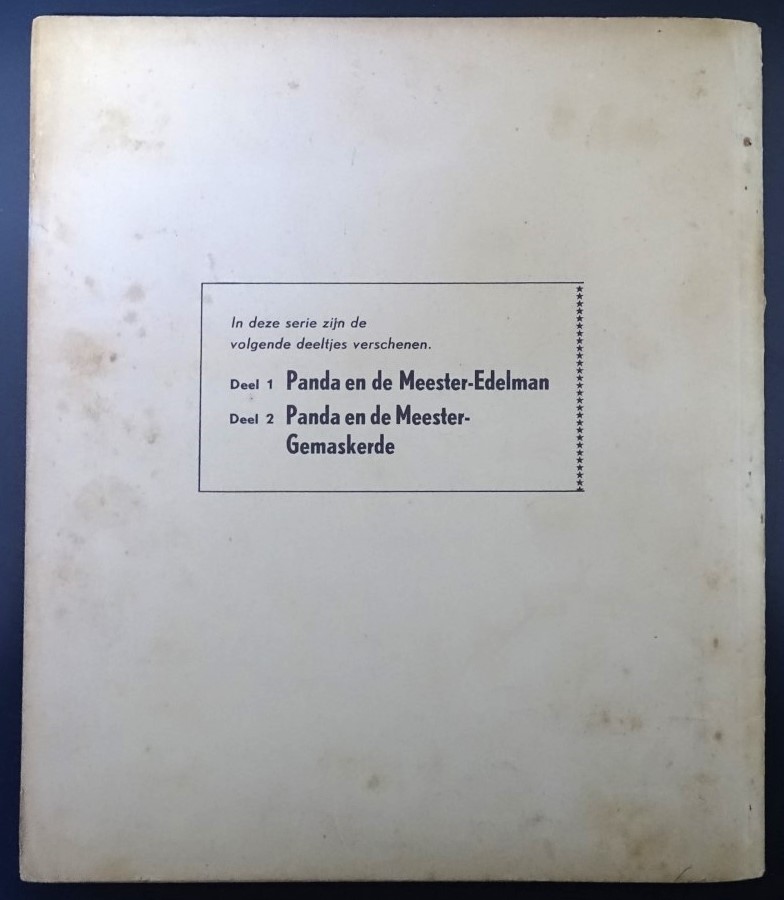 In deze serie zijn de
volgende deeltjes verschenen.
Deel 1 Panda en de Meester-Edelman
Deel 2 Panda en de Meester-
Gemaskerde